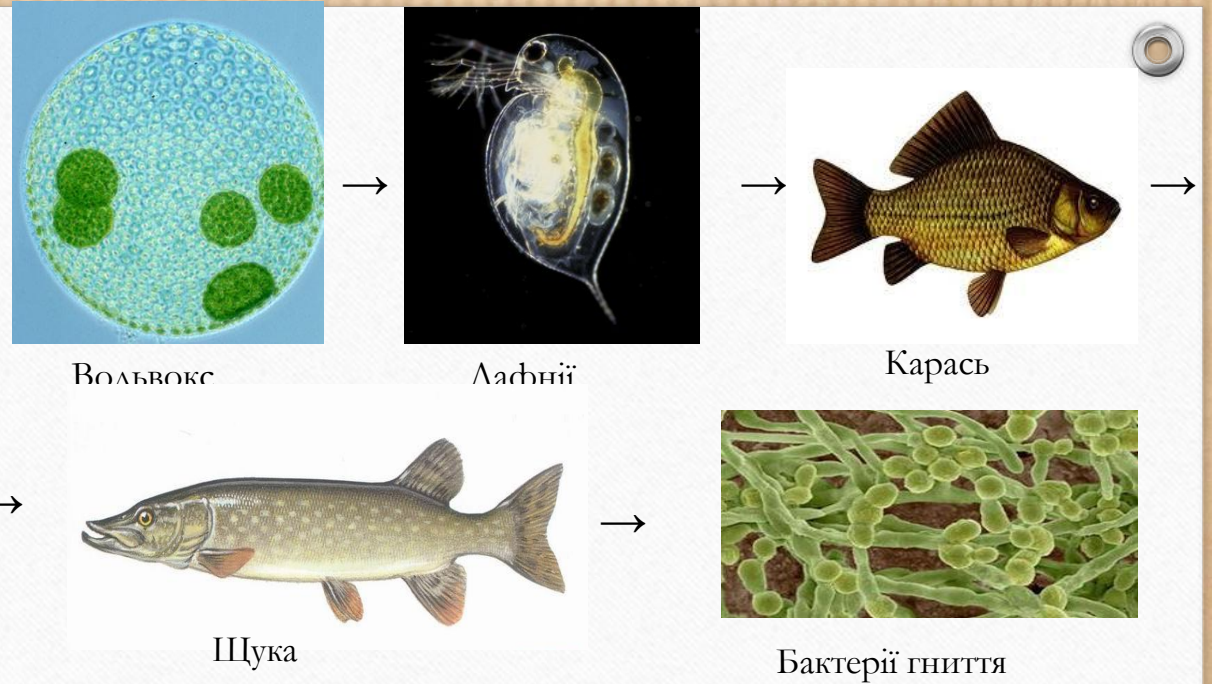 Вольвокс
Дафнії
Карась
Щука
Бактерії гниття